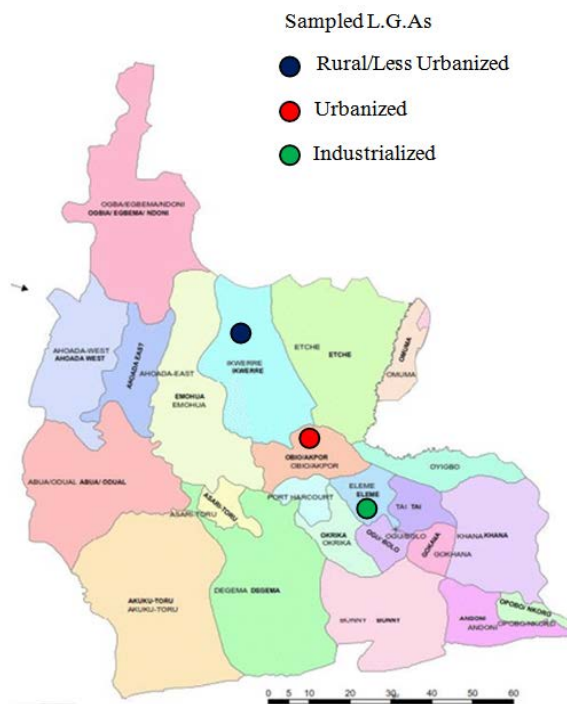 Sampled L.G.As
Rural/Less Urbanized
Urbanized
Industrialized
OGBA/EGBEMA/NDONI
OGBIA/ EGBEMA/ NDONI
AHOADA-WEST
AHOADA WEST
AHOADA EAST
AHOADA-EAST
EMOHUA
EMOHUA
IKWERRE
IKWERRE
ETCHE
ETCHE
OMUMA
OMUMA
OBIO/AKPOR
OBIO/AKPOR
OYIGBO
ABUA/ODUAL ABUA/ ODUAL
ASARI-TORU
ASARI-TORU
PORT HARCOURT
ELEME
ELEME
TAI TAI
OKRIKA
OKRIKA
OGU/BOLO
OGU/BOLO
GOKANA
GOKHANA
KHANA KHANA
AKUKU-TORU
AKUKU-TORU
DEGEMA DEGEMA
BUNNY BUNNY
ANDONI
ANDONI
OPOBO/ NKORO
OPOBO/NKORO
0 5 10 20 30 40 50 60